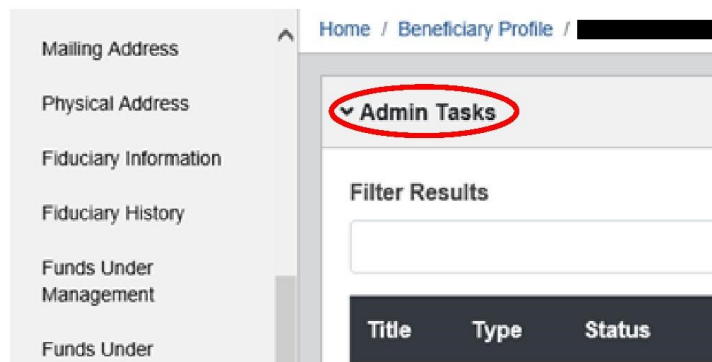 Mailing Address
Physical Address
Fiduciary Information
Fiduciary History
Funds Under
Management
Funds Under
Home / Beneficiary Profile /
Admin Tasks
Filter Results
Title Type Status